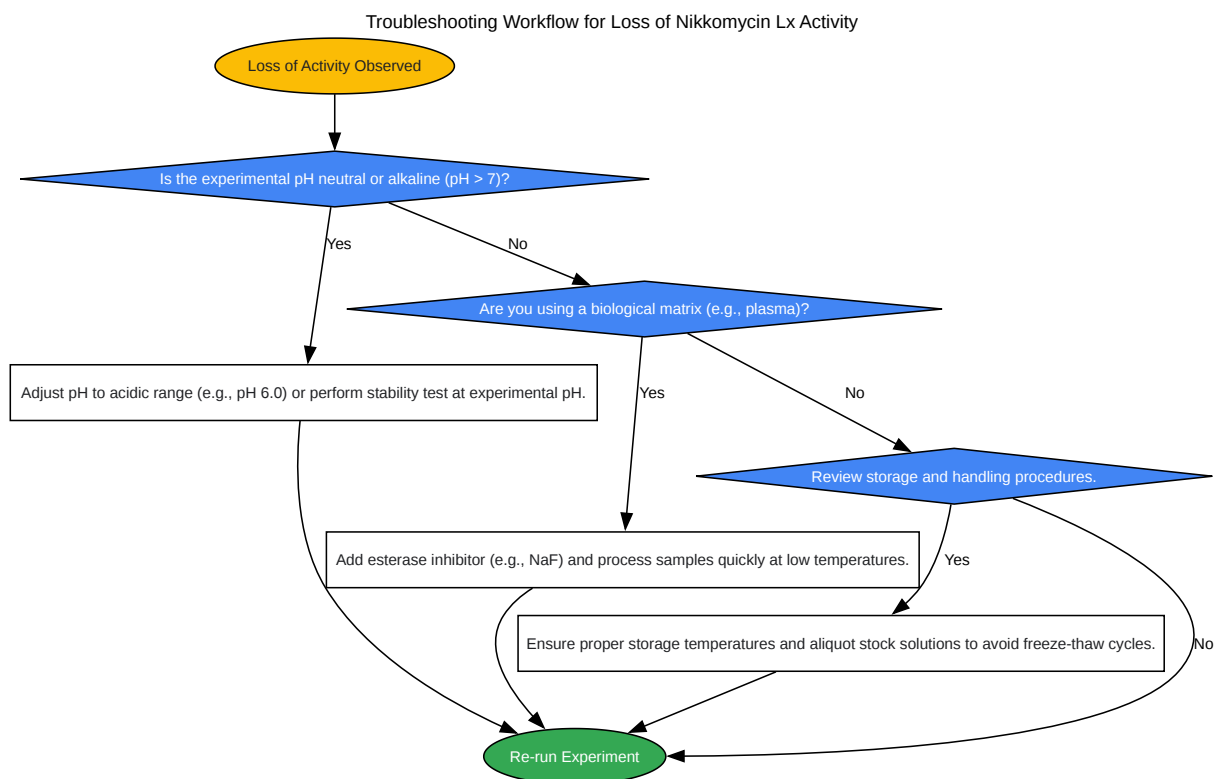 Troubleshooting Workflow for Loss of Nikkomycin Lx Activity
Loss of Activity Observed
Is the experimental pH neutral or alkaline (pH > 7)?
Yes
No
Are you using a biological matrix (e.g., plasma)?
Adjust pH to acidic range (e.g., pH 6.0) or perform stability test at experimental pH.
Yes
No
Review storage and handling procedures.
Add esterase inhibitor (e.g., NaF) and process samples quickly at low temperatures.
Yes
Ensure proper storage temperatures and aliquot stock solutions to avoid freeze-thaw cycles.
No
Re-run Experiment